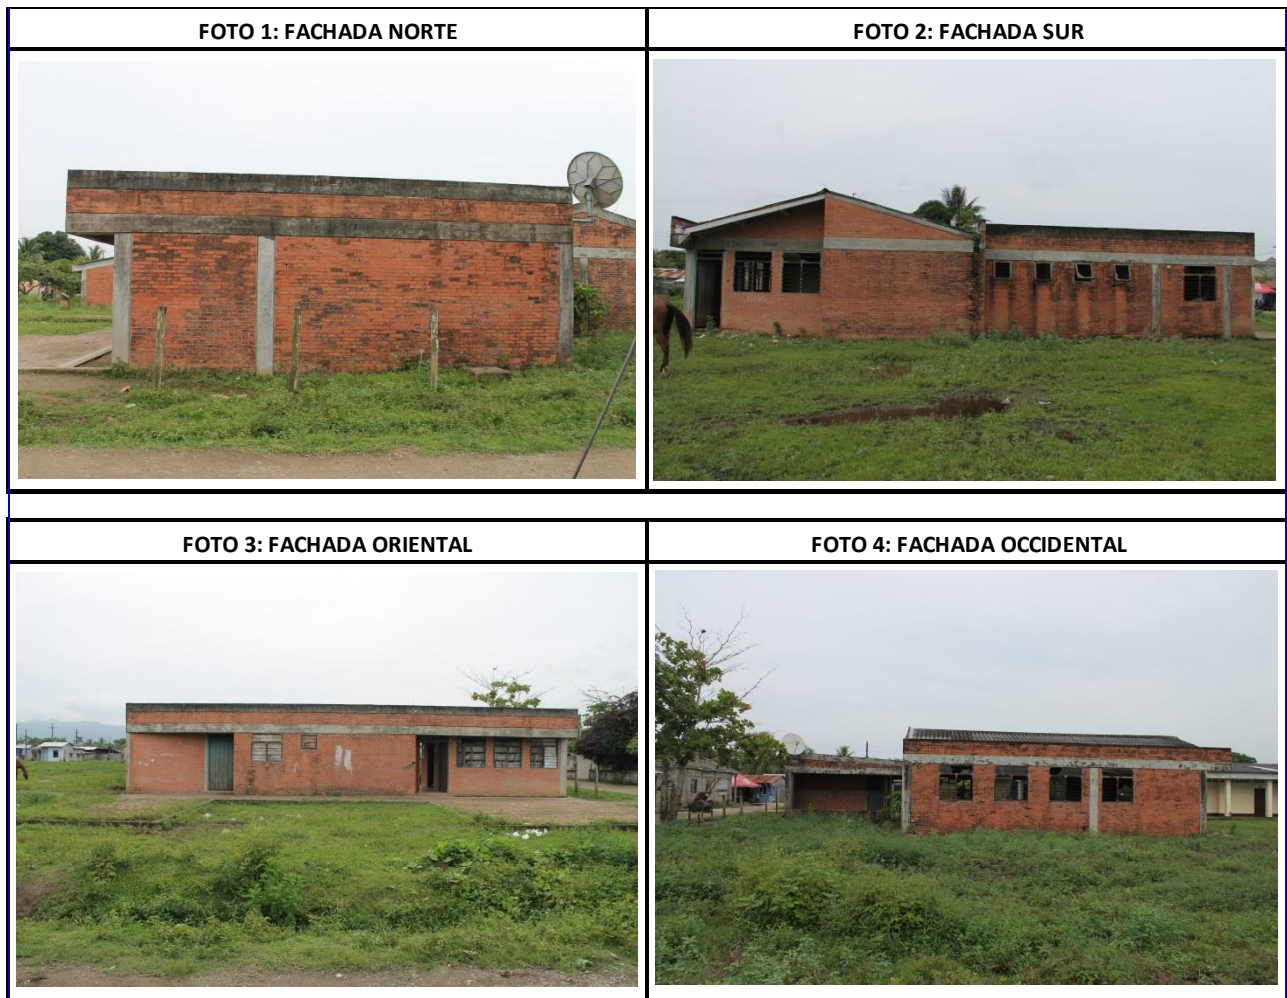 FOTO 1: FACHADA NORTE
FOTO 2: FACHADA SUR
FOTO 3: FACHADA ORIENTAL
FOTO 4: FACHADA OCCIDENTAL